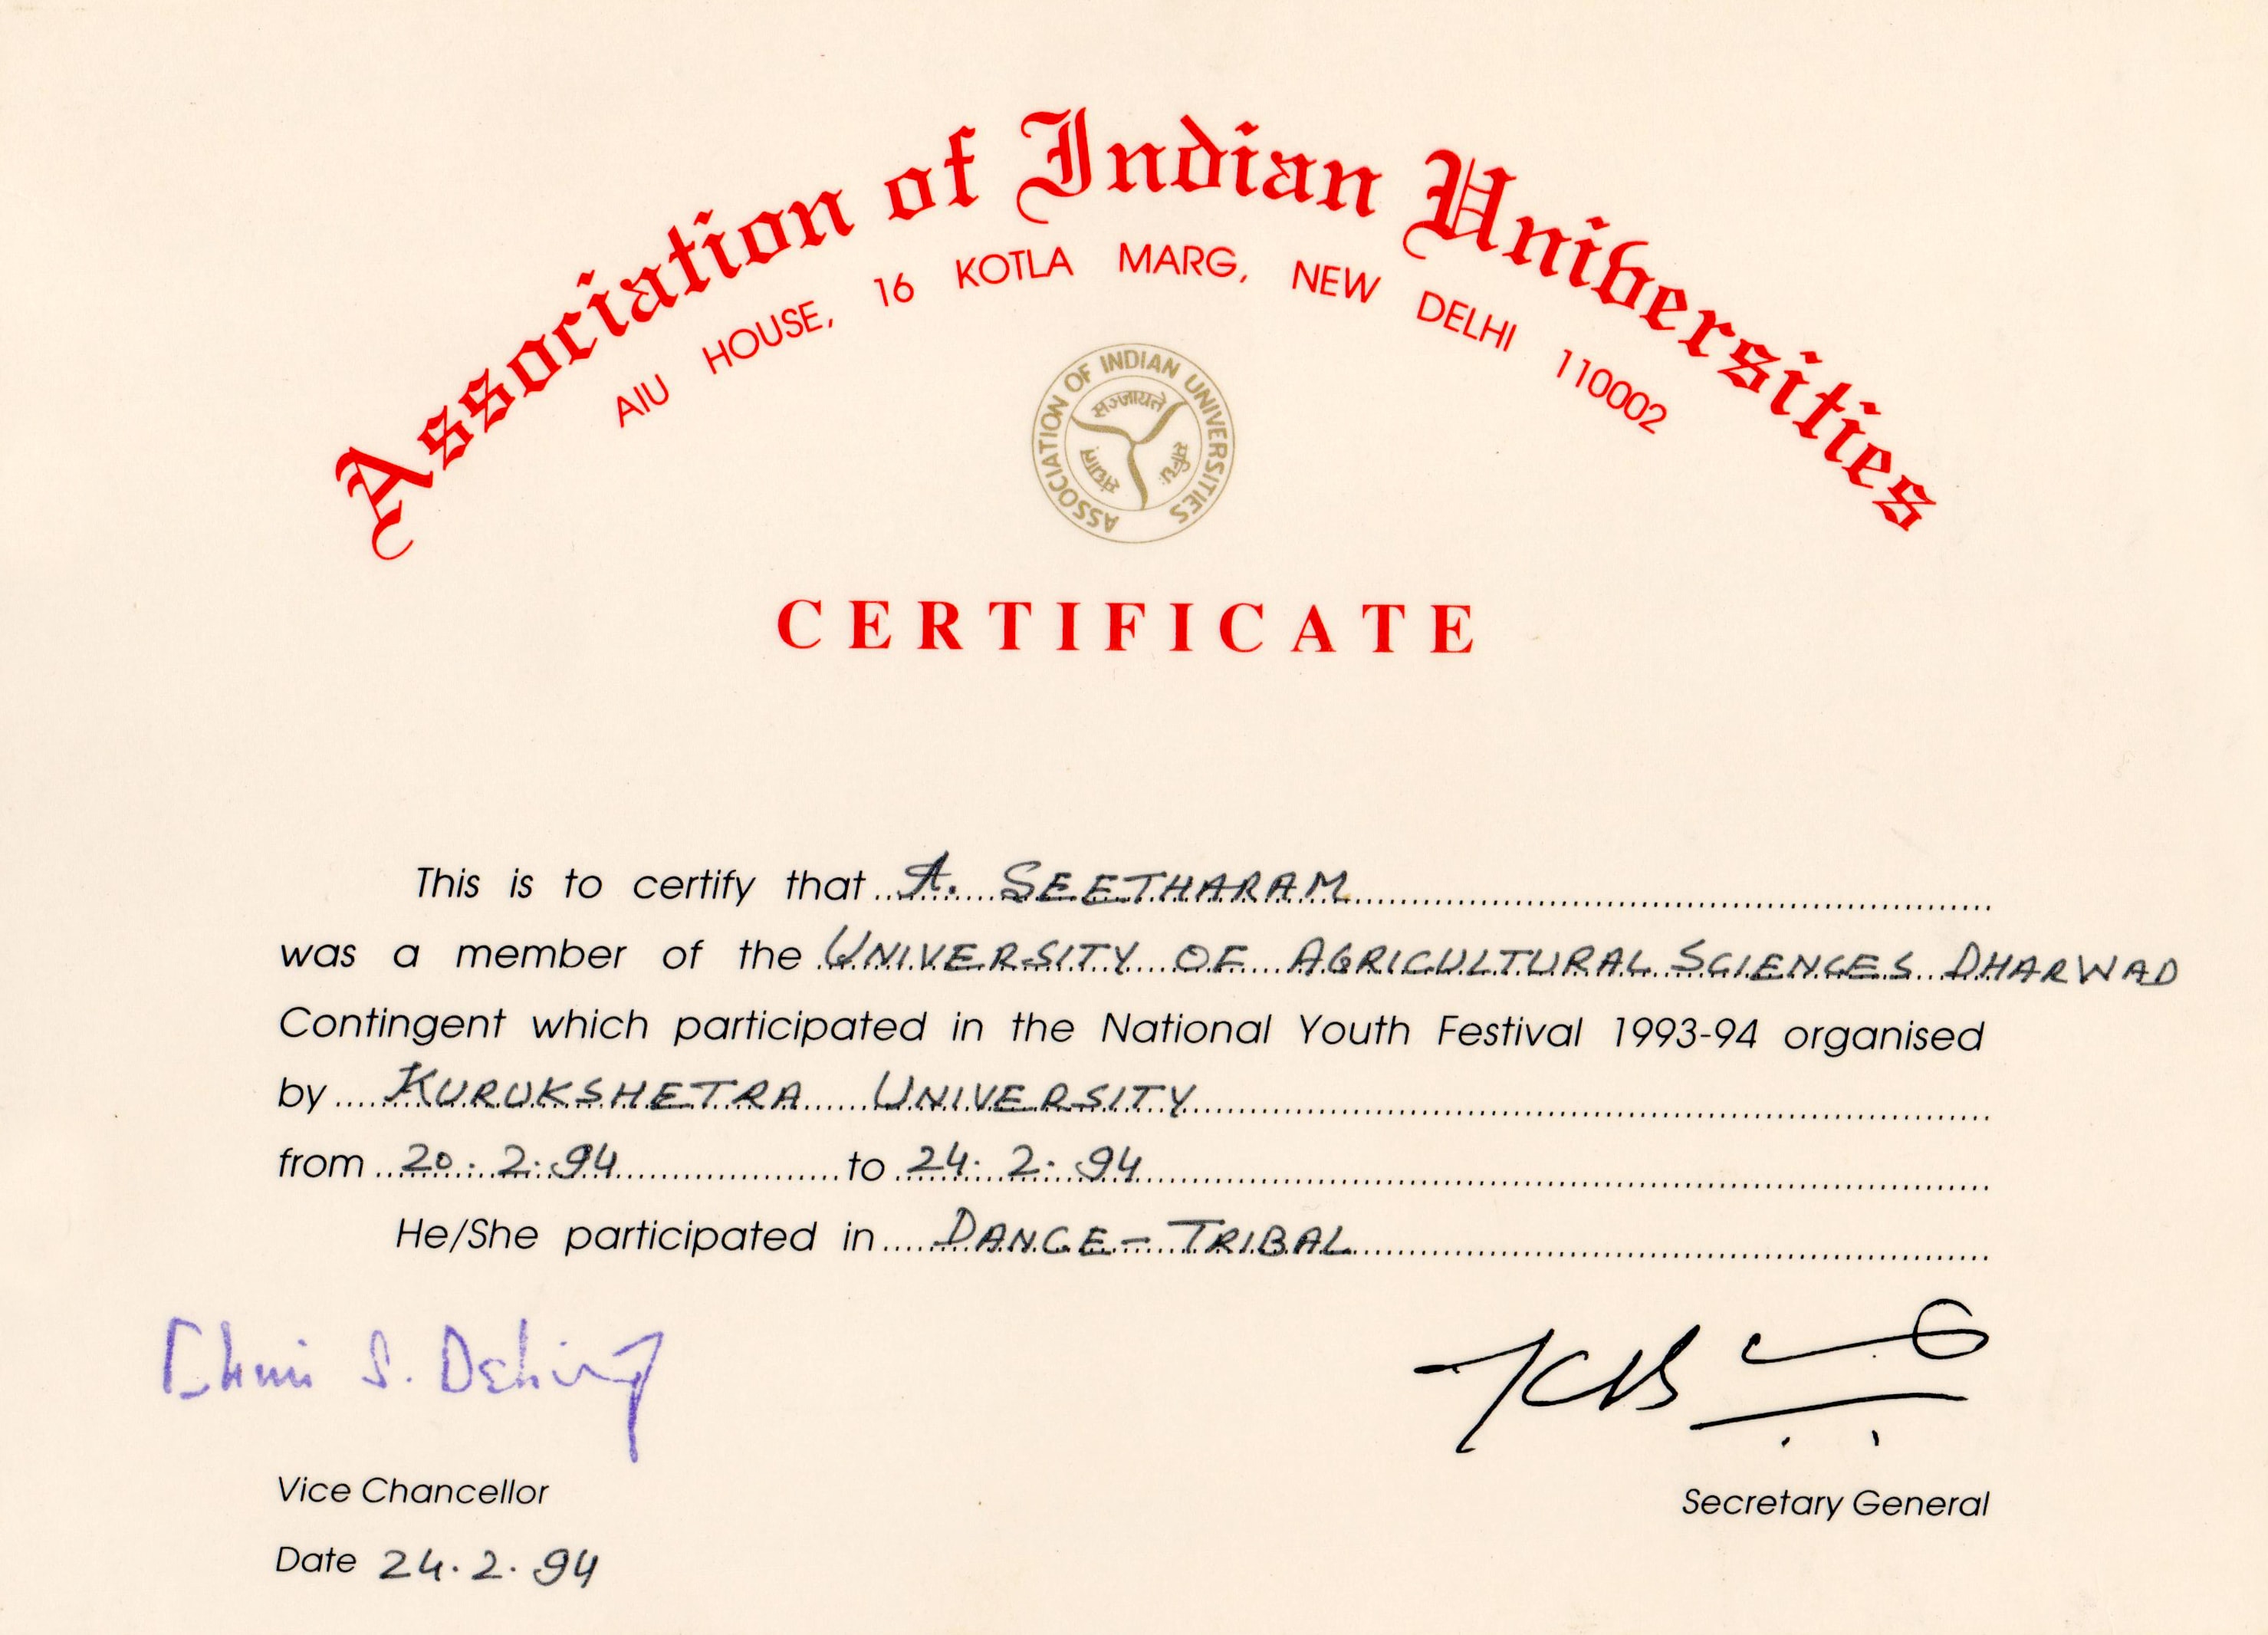 Association of Indian Universities
AIU HOUSE, 16 KOTLA MARG, NEW DELHI 110002
ASSOCIATION OF INDIAN UNIVERSITIES
सञ्जायते
संघात्
CERTIFICATE
This is to certify that A. SEETHARAM
was a member of the UNIVERSITY OF AGRICULTURAL SCIENCES DHARWAD
Contingent which participated in the National Youth Festival 1993-94 organised
by KURUKSHETRA UNIVERSITY
from 20.2.94 to 24.2.94
He/She participated in DANCE-TRIBAL
Vice Chancellor
Secretary General
Date 24.2.94